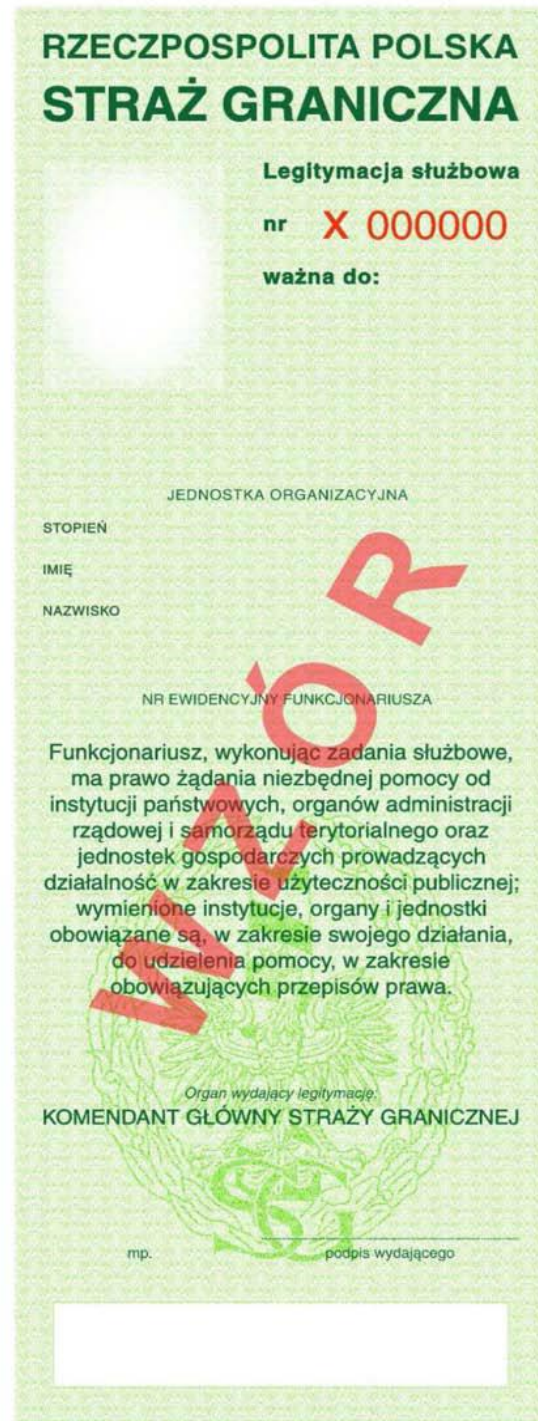 RZECZPOSPOLITA POLSKA
STRAŻ GRANICZNA
Legitymacja służbowa
nr X 000000
ważna do:
JEDNOSTKA ORGANIZACYJNA
STOPIEŃ
IMIĘ
NAZWISKO
NR EWIDENCYJNY FUNKCJONARIUSZA
Funkcjonariusz, wykonując zadania służbowe,
ma prawo żądania niezbędnej pomocy od
instytucji państwowych, organów administracji
rządowej i samorządu terytorialnego oraz
jednostek gospodarczych prowadzących
działalność w zakresie użyteczności publicznej;
wymienione instytucje, organy i jednostki
obowiązane są, w zakresie swojego działania,
do udzielenia pomocy, w zakresie
obowiązujących przepisów prawa.
WZÓR
Organ wydający legitymację:
KOMENDANT GŁÓWNY STRAŻY GRANICZNEJ
SG
mp. podpis wydającego